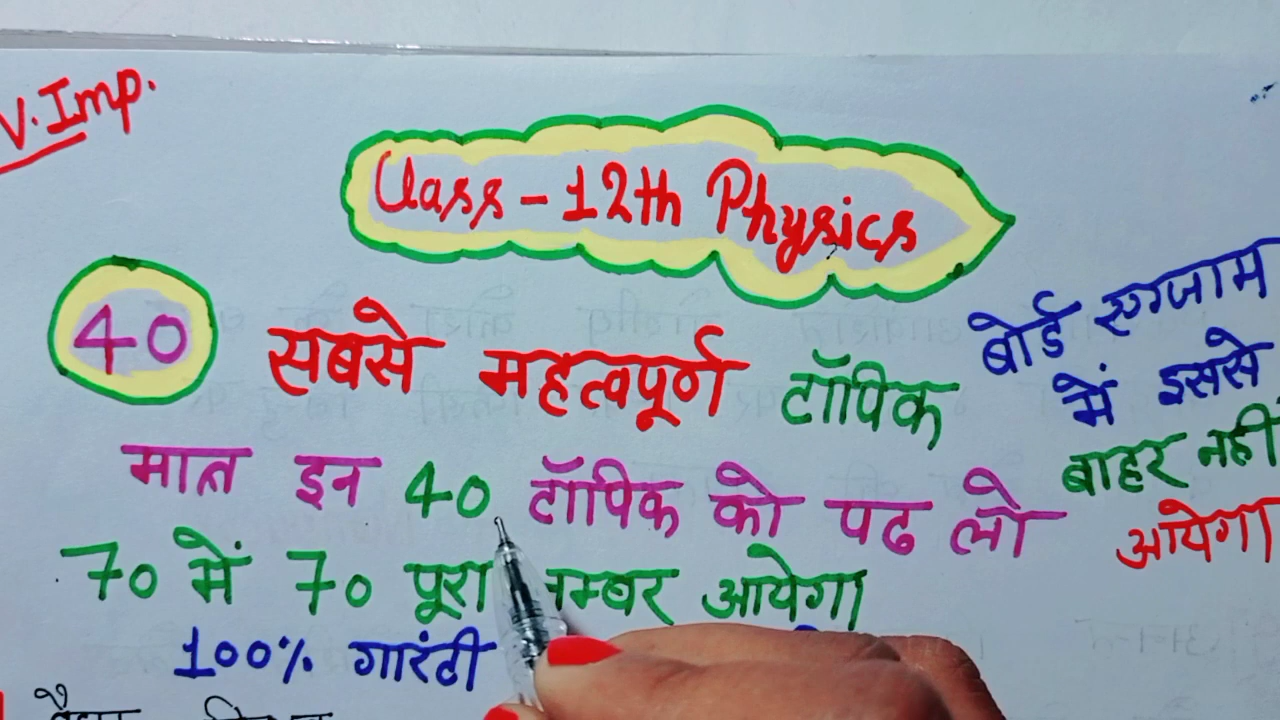 V. Imp.
Class - 12th Physics
40
सबसे महत्वपूर्ण टॉपिक
बोर्ड एग्जाम
में इससे
बाहर नहीं
आयेगा
मात्र इन 40 टॉपिक को पढ लो
70 में 70 पूरा नम्बर आयेगा
100% गारंटी